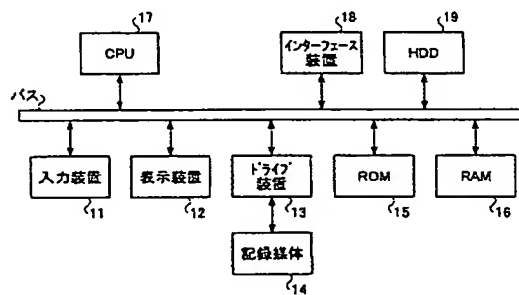 17
CPU
18
インターフェース
装置
19
HDD
バス
入力装置
11
表示装置
12
ドライブ
装置
13
ROM
15
RAM
16
記録媒体
14